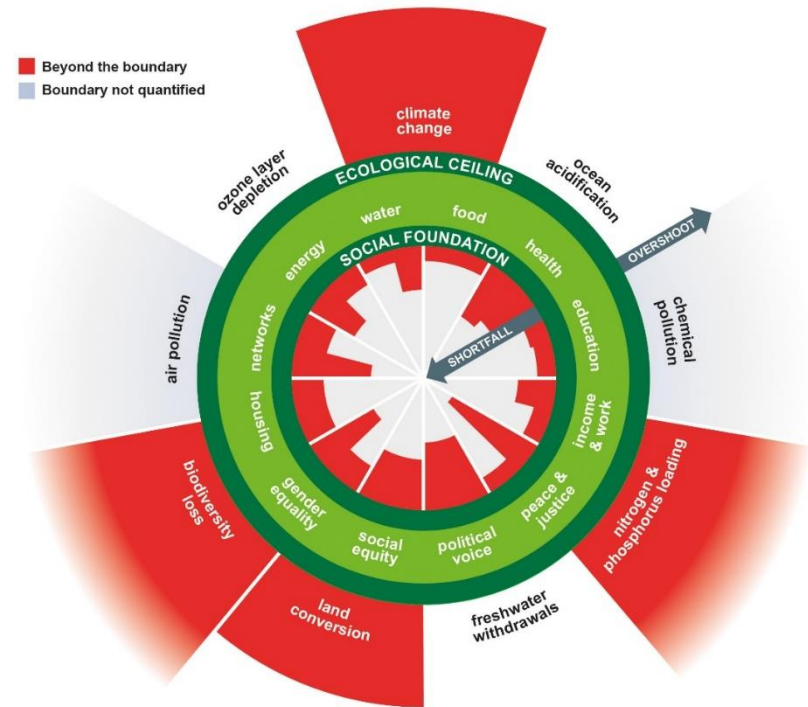 Beyond the boundary
Boundary not quantified
climate
change
ozone layer
depletion
ocean
acidification
ECOLOGICAL CEILING
OVERSHOOT
water
food
energy
health
SOCIAL FOUNDATION
SHORTFALL
networks
education
air pollution
chemical
pollution
housing
income
& work
gender
equality
peace &
justice
social
equity
political
voice
biodiversity
loss
nitrogen &
phosphorus loading
land
conversion
freshwater
withdrawals